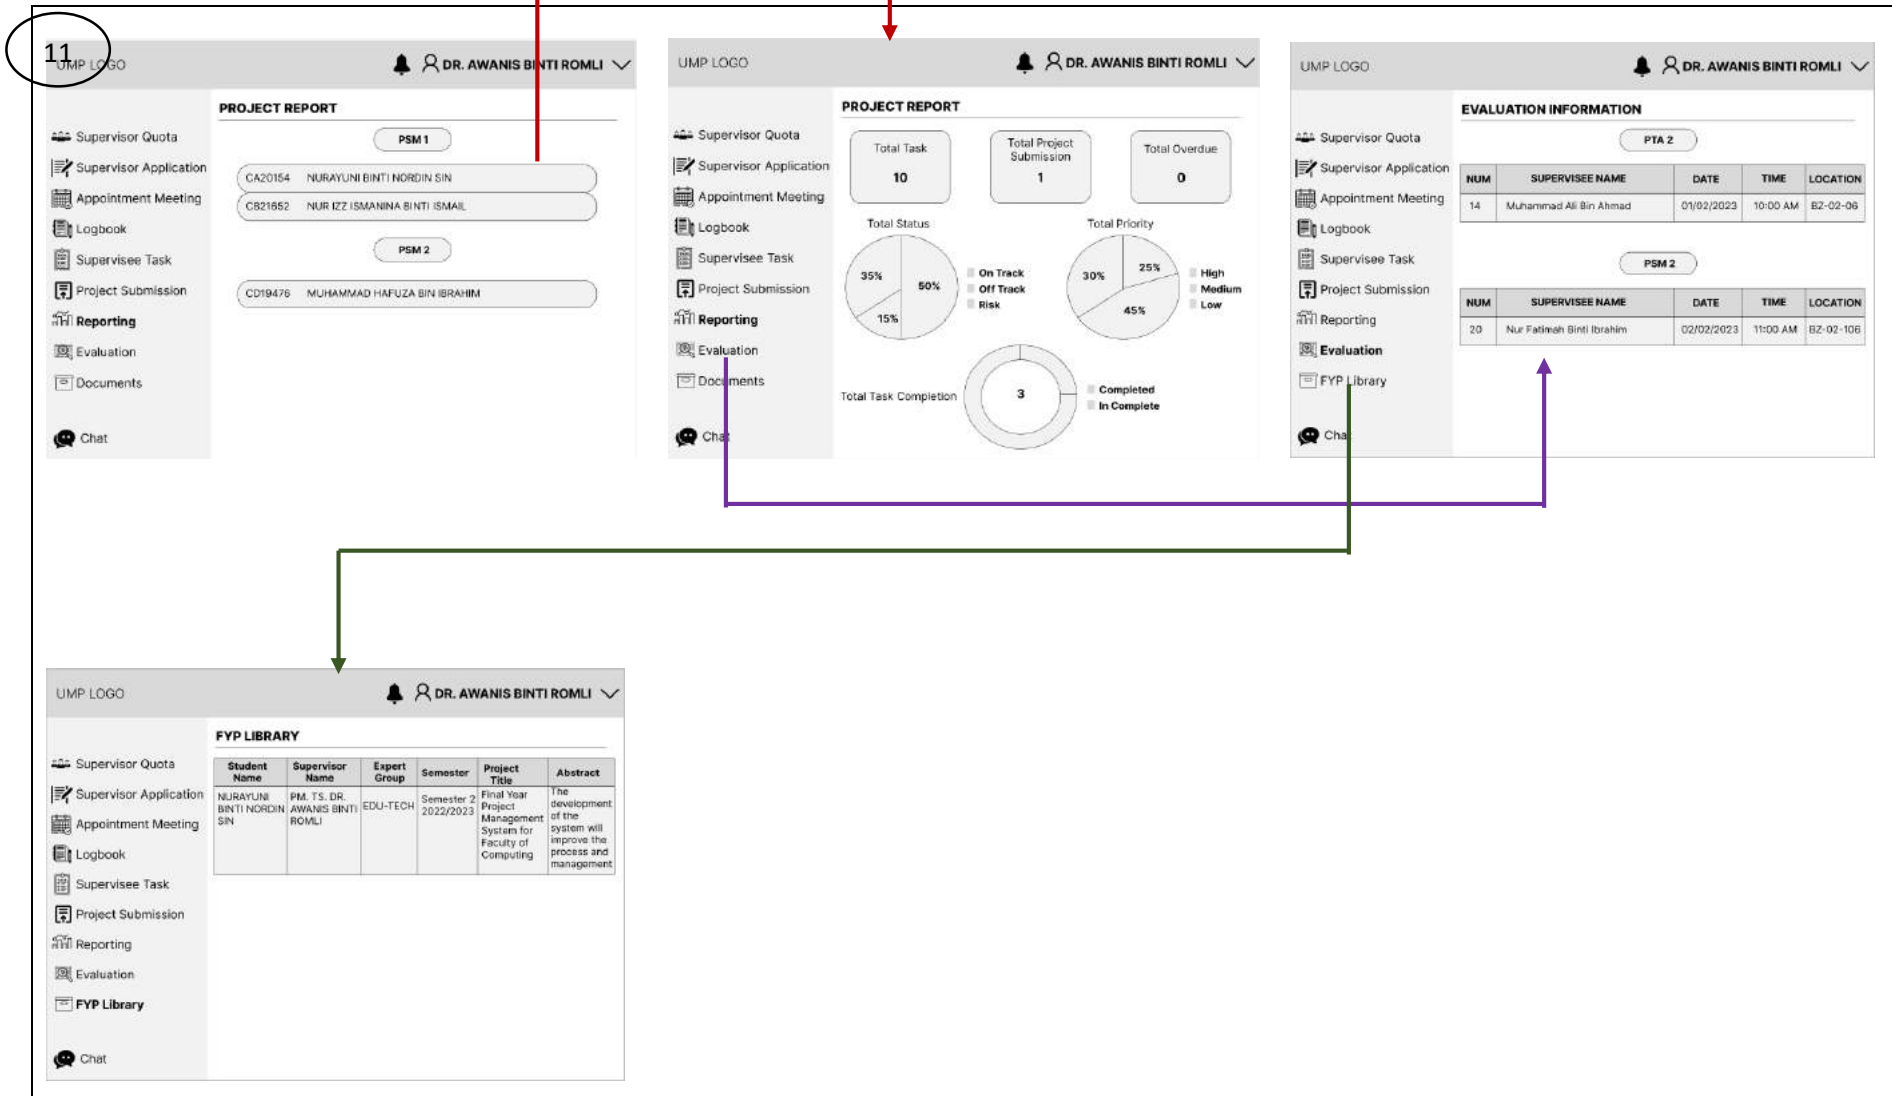 11
UMP LOGO
DR. AWANIS BINTI ROMLI
PROJECT REPORT
Supervisor Quota
Supervisor Application
Appointment Meeting
Logbook
Supervisee Task
Project Submission
Reporting
Evaluation
Documents
Chat
PSM 1
CA20154 NURAYUNI BINTI NORDIN SIN
CB21652 NUR IZZ ISMANINA BINTI ISMAIL
PSM 2
CD19476 MUHAMMAD HAFUZA BIN IBRAHIM
UMP LOGO
DR. AWANIS BINTI ROMLI
PROJECT REPORT
Supervisor Quota
Supervisor Application
Appointment Meeting
Logbook
Supervisee Task
Project Submission
Reporting
Evaluation
Documents
Chat
Total Task
10
Total Project
Submission
1
Total Overdue
0
Total Status
35%
50%
15%
On Track
Off Track
Risk
Total Priority
30%
25%
45%
High
Medium
Low
Total Task Completion
3
Completed
In Complete
UMP LOGO
DR. AWANIS BINTI ROMLI
EVALUATION INFORMATION
Supervisor Quota
Supervisor Application
Appointment Meeting
Logbook
Supervisee Task
Project Submission
Reporting
Evaluation
FYP Library
Chat
PTA 2
NUM SUPERVISEE NAME DATE TIME LOCATION
14 Muhammad Ali Bin Ahmad 01/02/2023 10:00 AM BZ-02-06
PSM 2
NUM SUPERVISEE NAME DATE TIME LOCATION
20 Nur Fatimah Binti Ibrahim 02/02/2023 11:00 AM BZ-02-106
UMP LOGO
DR. AWANIS BINTI ROMLI
FYP LIBRARY
Supervisor Quota
Supervisor Application
Appointment Meeting
Logbook
Supervisee Task
Project Submission
Reporting
Evaluation
FYP Library
Chat
Student
Name
Supervisor
Name
Expert
Group
Semester
Project
Title
Abstract
NURAYUNI
BINTI NORDIN
SIN
PM. TS. DR.
AWANIS BINTI
ROMLI
EDU-TECH
Semester 2
2022/2023
Final Year
Project
Management
System for
Faculty of
Computing
The
development
of the
system will
improve the
process and
management